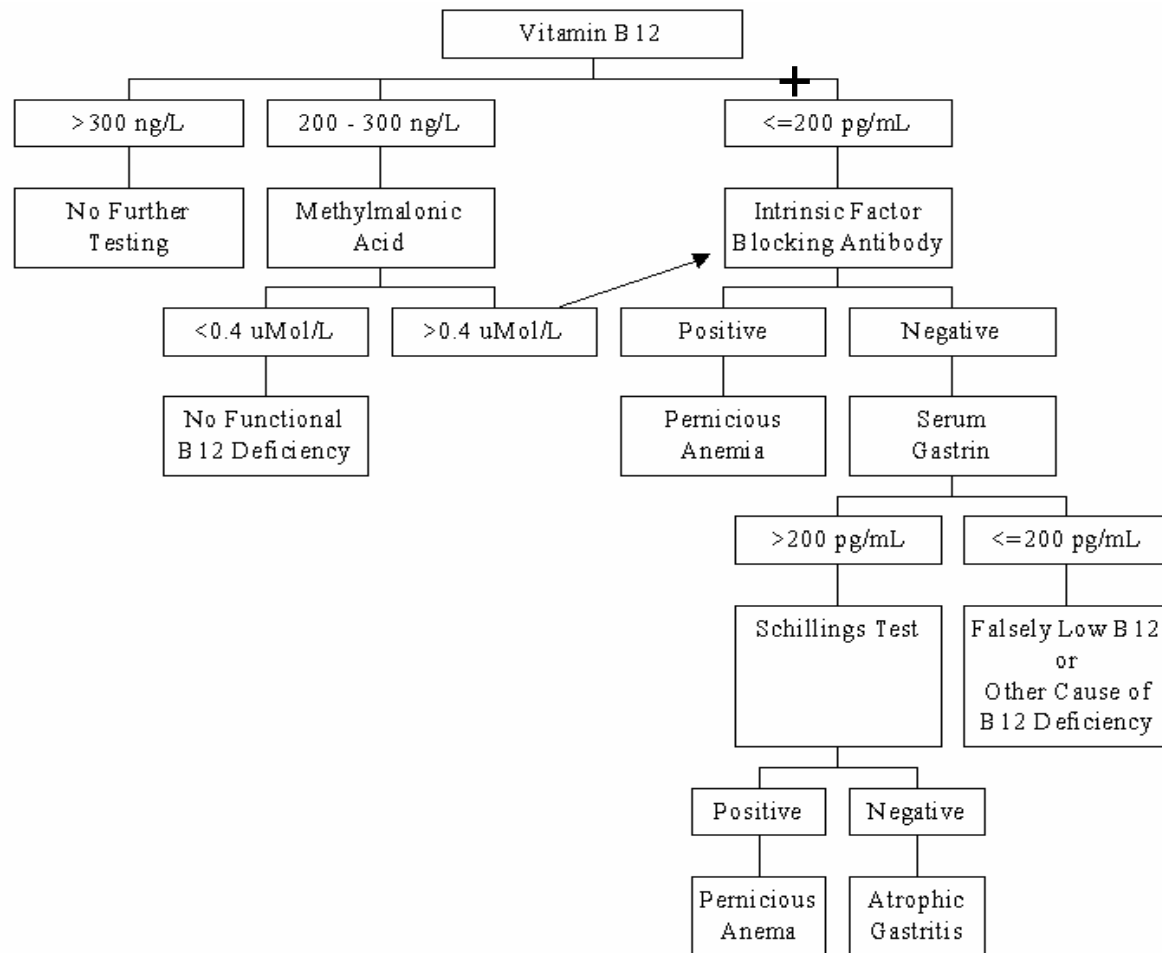 Vitamin B12
>300 ng/L
200 - 300 ng/L
<=200 pg/mL
No Further
Testing
Methylmalonic
Acid
Intrinsic Factor
Blocking Antibody
<0.4 uMol/L
>0.4 uMol/L
Positive
Negative
No Functional
B12 Deficiency
Pernicious
Anemia
Serum
Gastrin
>200 pg/mL
<=200 pg/mL
Schillings Test
Falsely Low B12
or
Other Cause of
B12 Deficiency
Positive
Negative
Pernicious
Anema
Atrophic
Gastritis